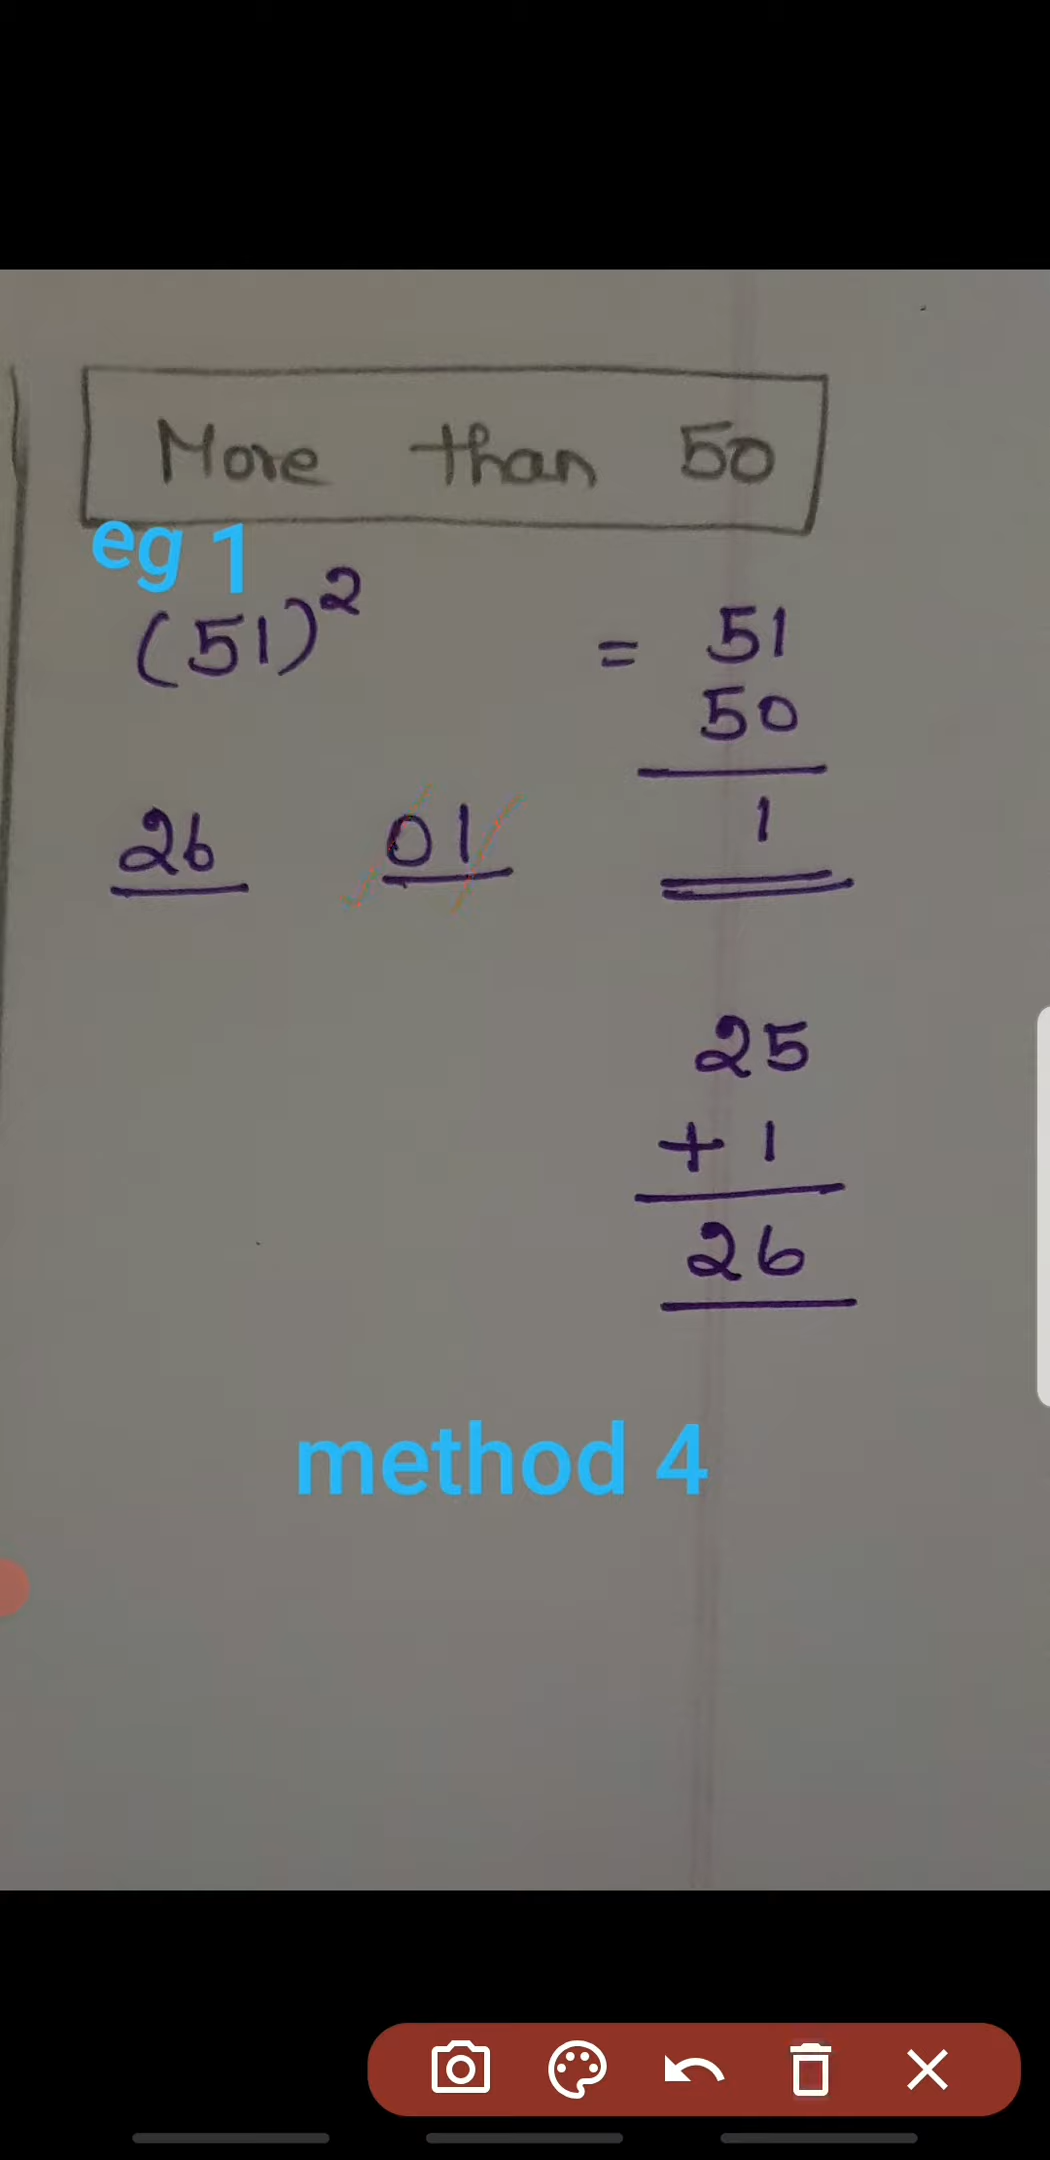 More than 50
eg 1
(51)² = 51
50
26 01 1
25
+ 1
26
method 4